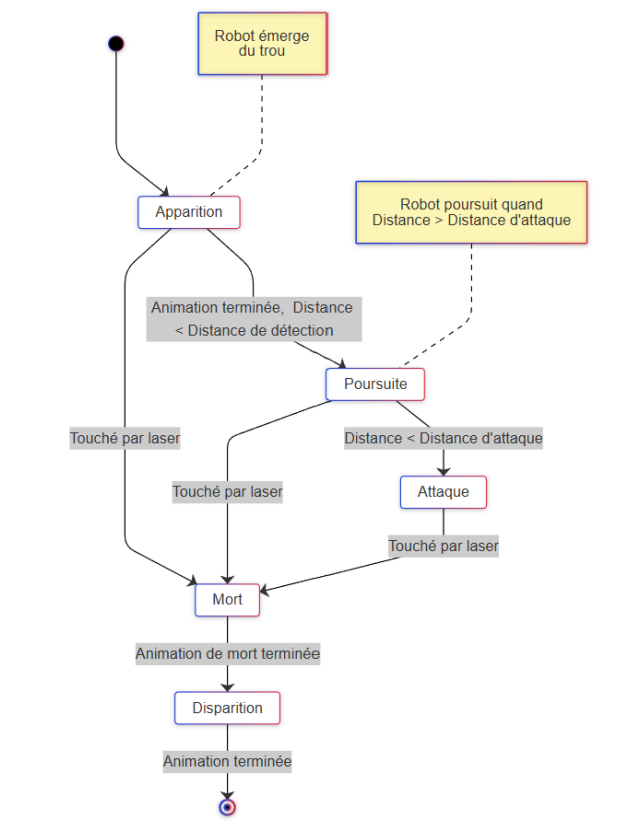 Robot émerge
du trou
Apparition
Robot poursuit quand
Distance > Distance d'attaque
Animation terminée,  Distance
< Distance de détection
Poursuite
Touché par laser
Distance < Distance d'attaque
Touché par laser
Attaque
Touché par laser
Mort
Animation de mort terminée
Disparition
Animation terminée